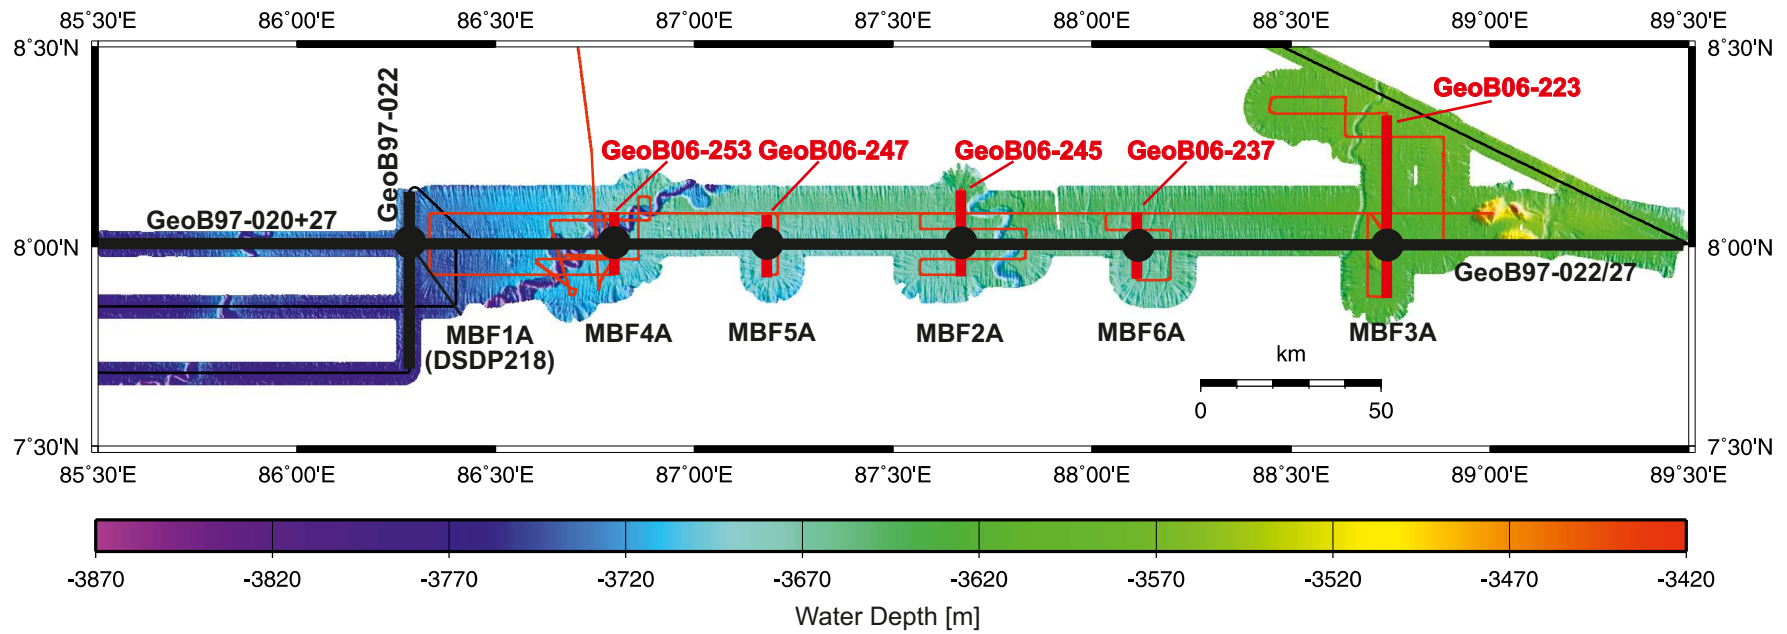 85˚30'E 86˚00'E 86˚30'E 87˚00'E 87˚30'E 88˚00'E 88˚30'E 89˚00'E 89˚30'E
8˚30'N 8˚30'N
GeoB97-022
GeoB06-223
GeoB06-253 GeoB06-247 GeoB06-245 GeoB06-237
GeoB97-020+27
8˚00'N 8˚00'N
GeoB97-022/27
MBF1A
(DSDP218)
MBF4A MBF5A MBF2A MBF6A MBF3A
km
0 50
7˚30'N 7˚30'N
85˚30'E 86˚00'E 86˚30'E 87˚00'E 87˚30'E 88˚00'E 88˚30'E 89˚00'E 89˚30'E
-3870 -3820 -3770 -3720 -3670 -3620 -3570 -3520 -3470 -3420
Water Depth [m]